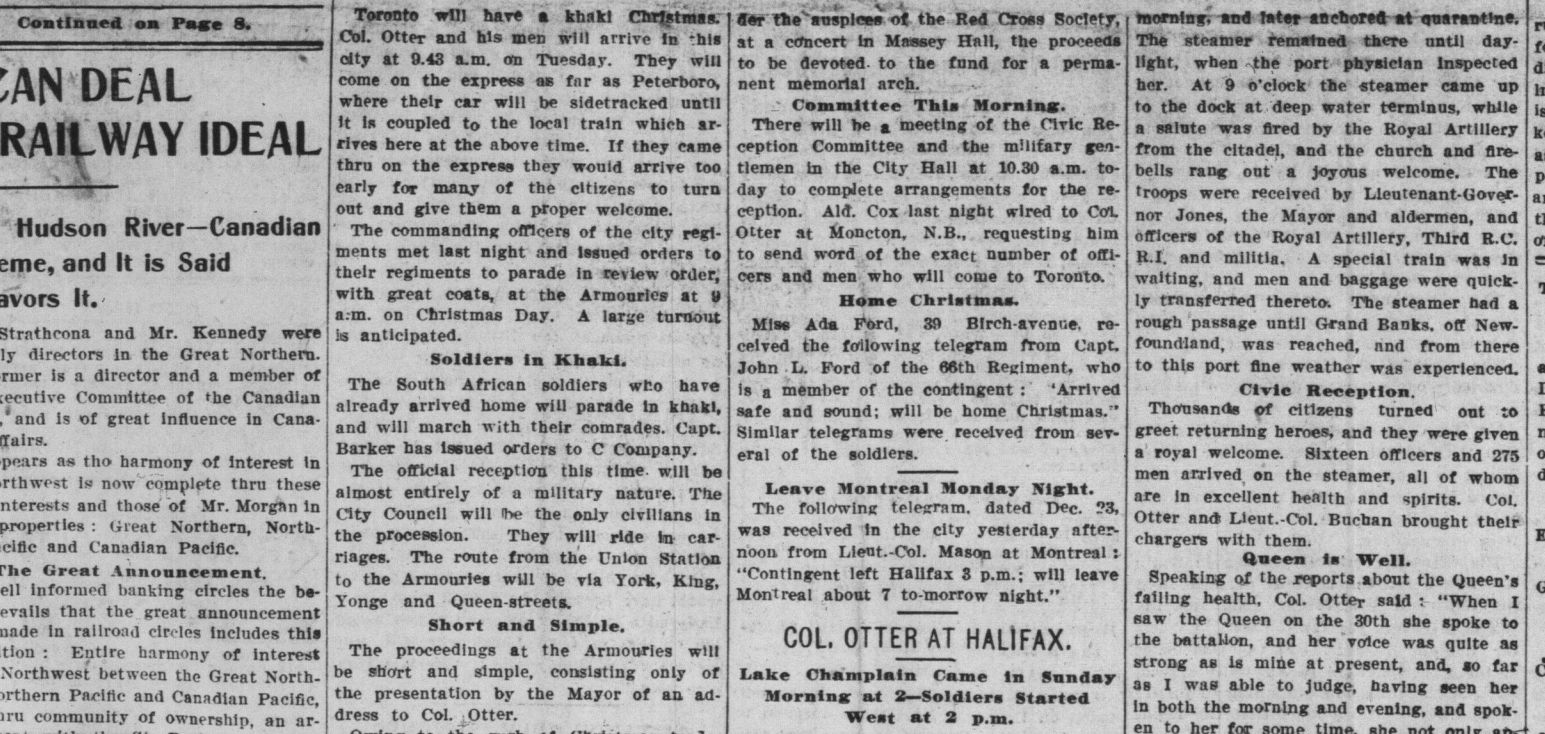 Continued on Page 8.
CAN DEAL
RAILWAY IDEAL
Hudson River—Canadian
eme, and It is Said
avors It.
Strathcona and Mr. Kennedy were
ly directors in the Great Northern.
rmer is a director and a member of
xecutive Committee of the Canadian
, and is of great influence in Cana-
ffairs.
pears as tho harmony of interest in
rthwest is now complete thru these
nterests and those of Mr. Morgan in
properties : Great Northern, North-
cific and Canadian Pacific.
The Great Announcement.
ell informed banking circles the be-
evails that the great announcement
made in railroad circles includes this
tion : Entire harmony of interest
Northwest between the Great North-
orthern Pacific and Canadian Pacific,
hru community of ownership, an ar-
Toronto will have a khaki Christmas.
Col. Otter and his men will arrive in this
city at 9.43 a.m. on Tuesday. They will
come on the express as far as Peterboro,
where their car will be sidetracked until
it is coupled to the local train which ar-
rives here at the above time. If they came
thru on the express they would arrive too
early for many of the citizens to turn
out and give them a proper welcome.
The commanding officers of the city regi-
ments met last night and issued orders to
their regiments to parade in review order,
with great coats, at the Armouries at 9
a.m. on Christmas Day. A large turnout
is anticipated.
Soldiers in Khaki.
The South African soldiers who have
already arrived home will parade in khaki,
and will march with their comrades. Capt.
Barker has issued orders to C Company.
The official reception this time will be
almost entirely of a military nature. The
City Council will be the only civilians in
the procession. They will ride in car-
riages. The route from the Union Station
to the Armouries will be via York, King,
Yonge and Queen-streets.
Short and Simple.
The proceedings at the Armouries will
be short and simple, consisting only of
the presentation by the Mayor of an ad-
dress to Col. Otter.
der the auspices of the Red Cross Society,
at a concert in Massey Hall, the proceeds
to be devoted to the fund for a perma-
nent memorial arch.
Committee This Morning.
There will be a meeting of the Civic Re-
ception Committee and the military gen-
tlemen in the City Hall at 10.30 a.m. to-
day to complete arrangements for the re-
ception. Ald. Cox last night wired to Col.
Otter at Moncton, N.B., requesting him
to send word of the exact number of offi-
cers and men who will come to Toronto.
Home Christmas.
Miss Ada Ford, 39 Birch-avenue, re-
ceived the following telegram from Capt.
John L. Ford of the 66th Regiment, who
is a member of the contingent : 'Arrived
safe and sound; will be home Christmas."
Similar telegrams were received from sev-
eral of the soldiers.
Leave Montreal Monday Night.
The following telegram, dated Dec. 23,
was received in the city yesterday after-
noon from Lieut.-Col. Mason at Montreal :
"Contingent left Halifax 3 p.m.; will leave
Montreal about 7 to-morrow night."
COL. OTTER AT HALIFAX.
Lake Champlain Came in Sunday
Morning at 2—Soldiers Started
West at 2 p.m.
morning, and later anchored at quarantine.
The steamer remained there until day-
light, when the port physician inspected
her. At 9 o'clock the steamer came up
to the dock at deep water terminus, while
a salute was fired by the Royal Artillery
from the citadel, and the church and fire-
bells rang out a joyous welcome. The
troops were received by Lieutenant-Gover-
nor Jones, the Mayor and aldermen, and
officers of the Royal Artillery, Third R.C.
R.I. and militia. A special train was in
waiting, and men and baggage were quick-
ly transferred thereto. The steamer had a
rough passage until Grand Banks, off New-
foundland, was reached, and from there
to this port fine weather was experienced.
Civic Reception.
Thousands of citizens turned out to
greet returning heroes, and they were given
a royal welcome. Sixteen officers and 275
men arrived on the steamer, all of whom
are in excellent health and spirits. Col.
Otter and Lieut.-Col. Buchan brought their
chargers with them.
Queen is Well.
Speaking of the reports about the Queen's
failing health, Col. Otter said : "When I
saw the Queen on the 30th she spoke to
the battalion, and her voice was quite as
strong as is mine at present, and, so far
as I was able to judge, having seen her
in both the morning and evening, and spok-
en to her for some time, she not only